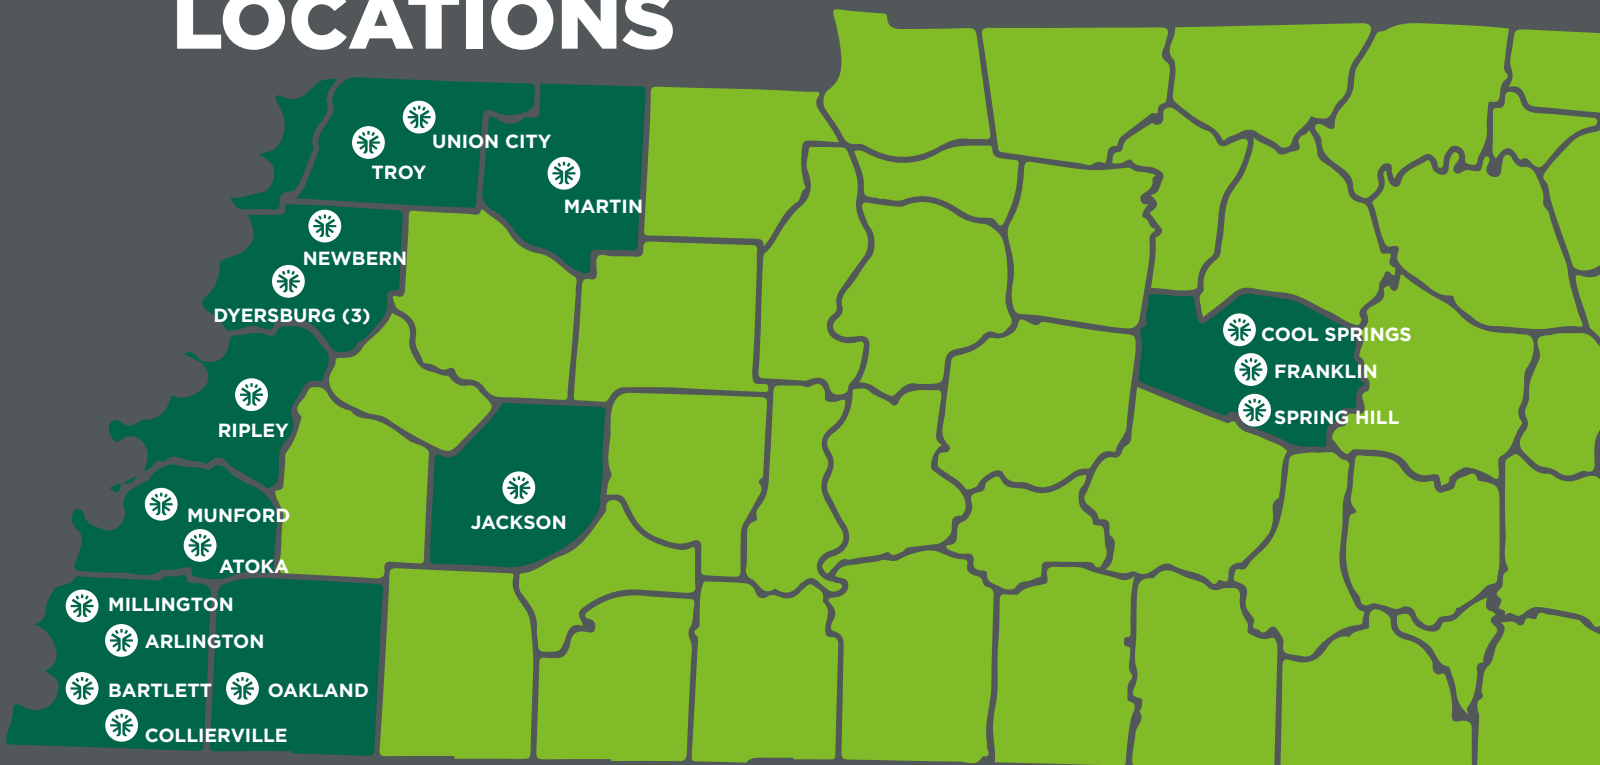 LOCATIONS
UNION CITY
TROY
MARTIN
NEWBERN
DYERSBURG (3)
RIPLEY
MUNFORD
ATOKA
JACKSON
MILLINGTON
ARLINGTON
BARTLETT
OAKLAND
COLLIERVILLE
COOL SPRINGS
FRANKLIN
SPRING HILL